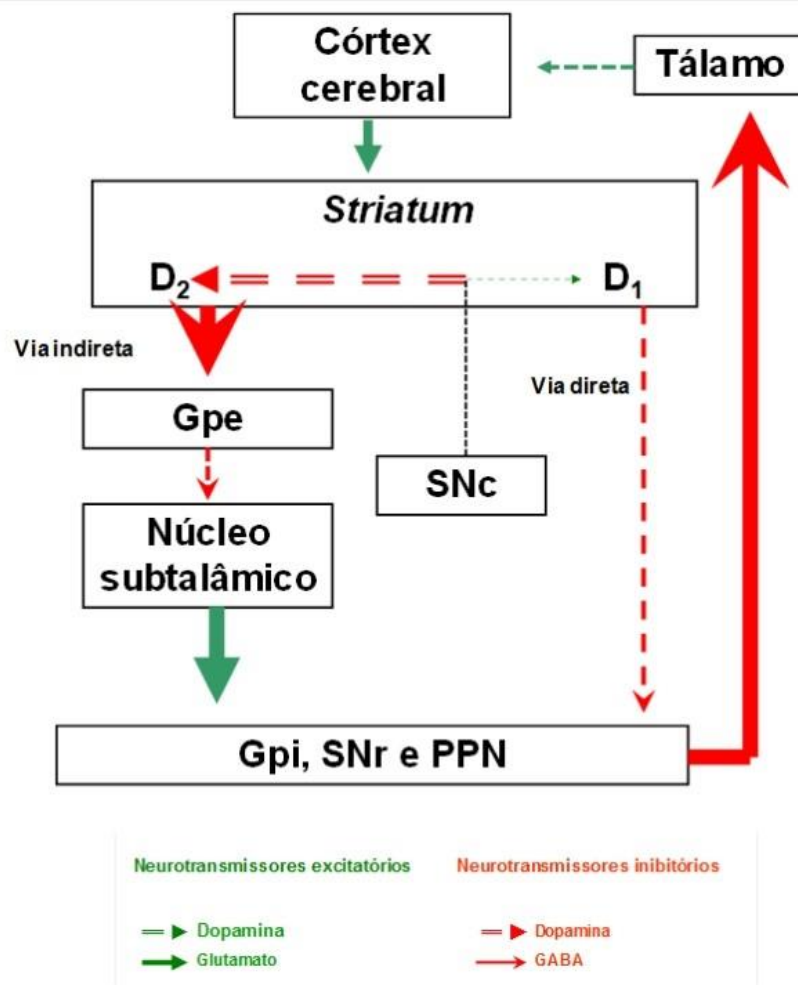 Córtex
cerebral
Tálamo
Striatum
D2
D1
Via indireta
Via direta
Gpe
SNc
Núcleo
subtalâmico
Gpi, SNr e PPN
Neurotransmissores excitatórios
Neurotransmissores inibitórios
Dopamina
Dopamina
Glutamato
GABA